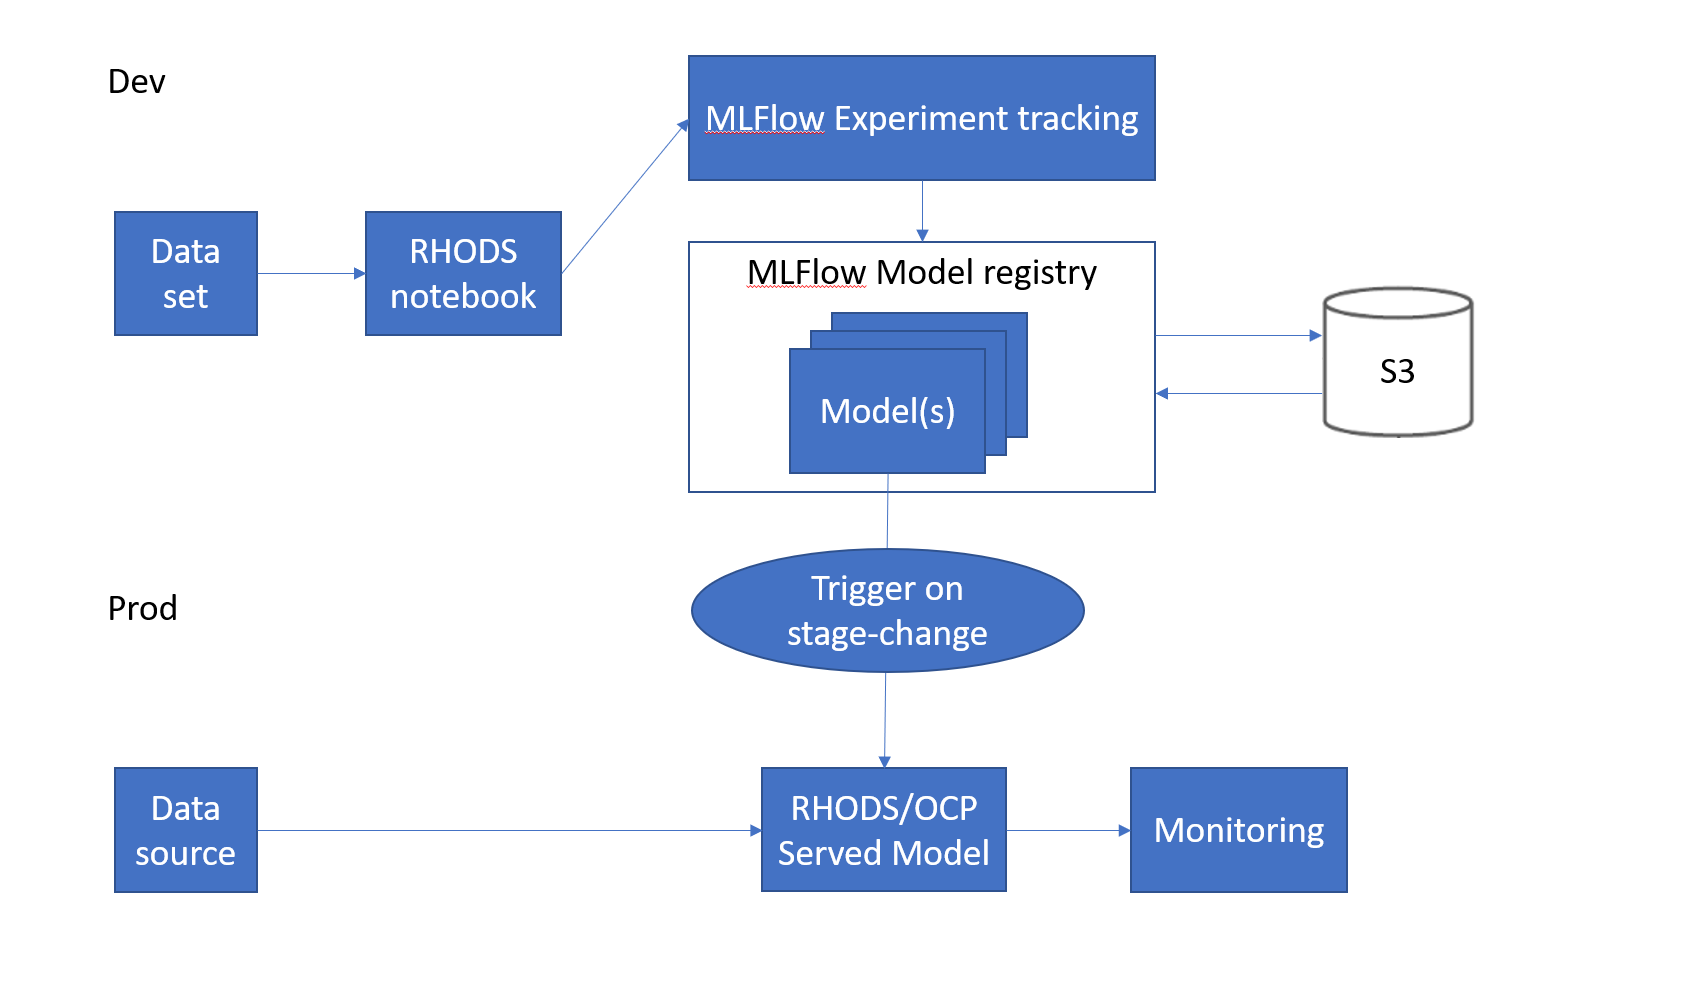 Dev
MLFlow Experiment tracking
Data
set
RHODS
notebook
MLFlow Model registry
Model(s)
S3
Prod
Trigger on
stage-change
Data
source
RHODS/OCP
Served Model
Monitoring